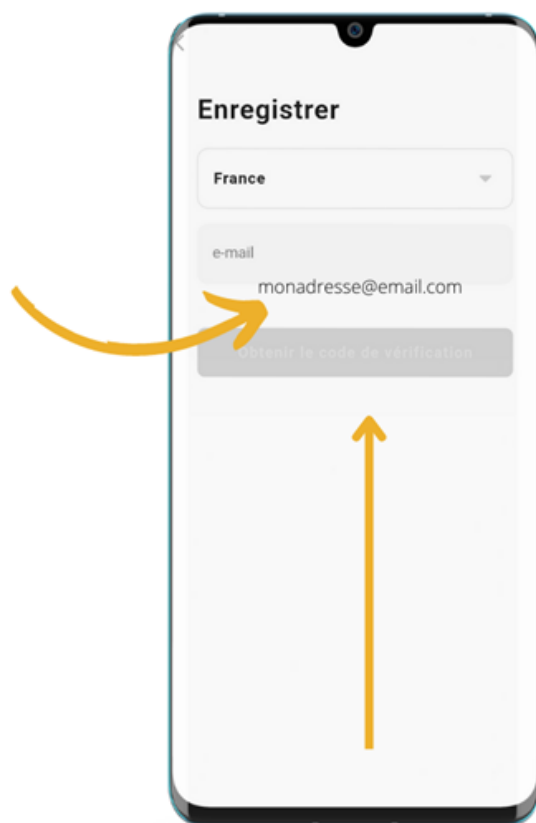 Enregistrer
France
e-mail
monadresse@email.com
Obtenir le code de vérification